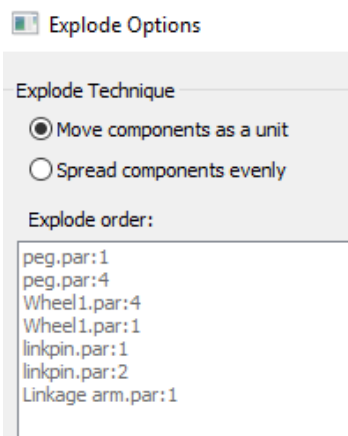 Explode Options
Explode Technique
Move components as a unit
Spread components evenly
Explode order:
peg.par:1
peg.par:4
Wheel1.par:4
Wheel1.par:1
linkpin.par:1
linkpin.par:2
Linkage arm.par:1